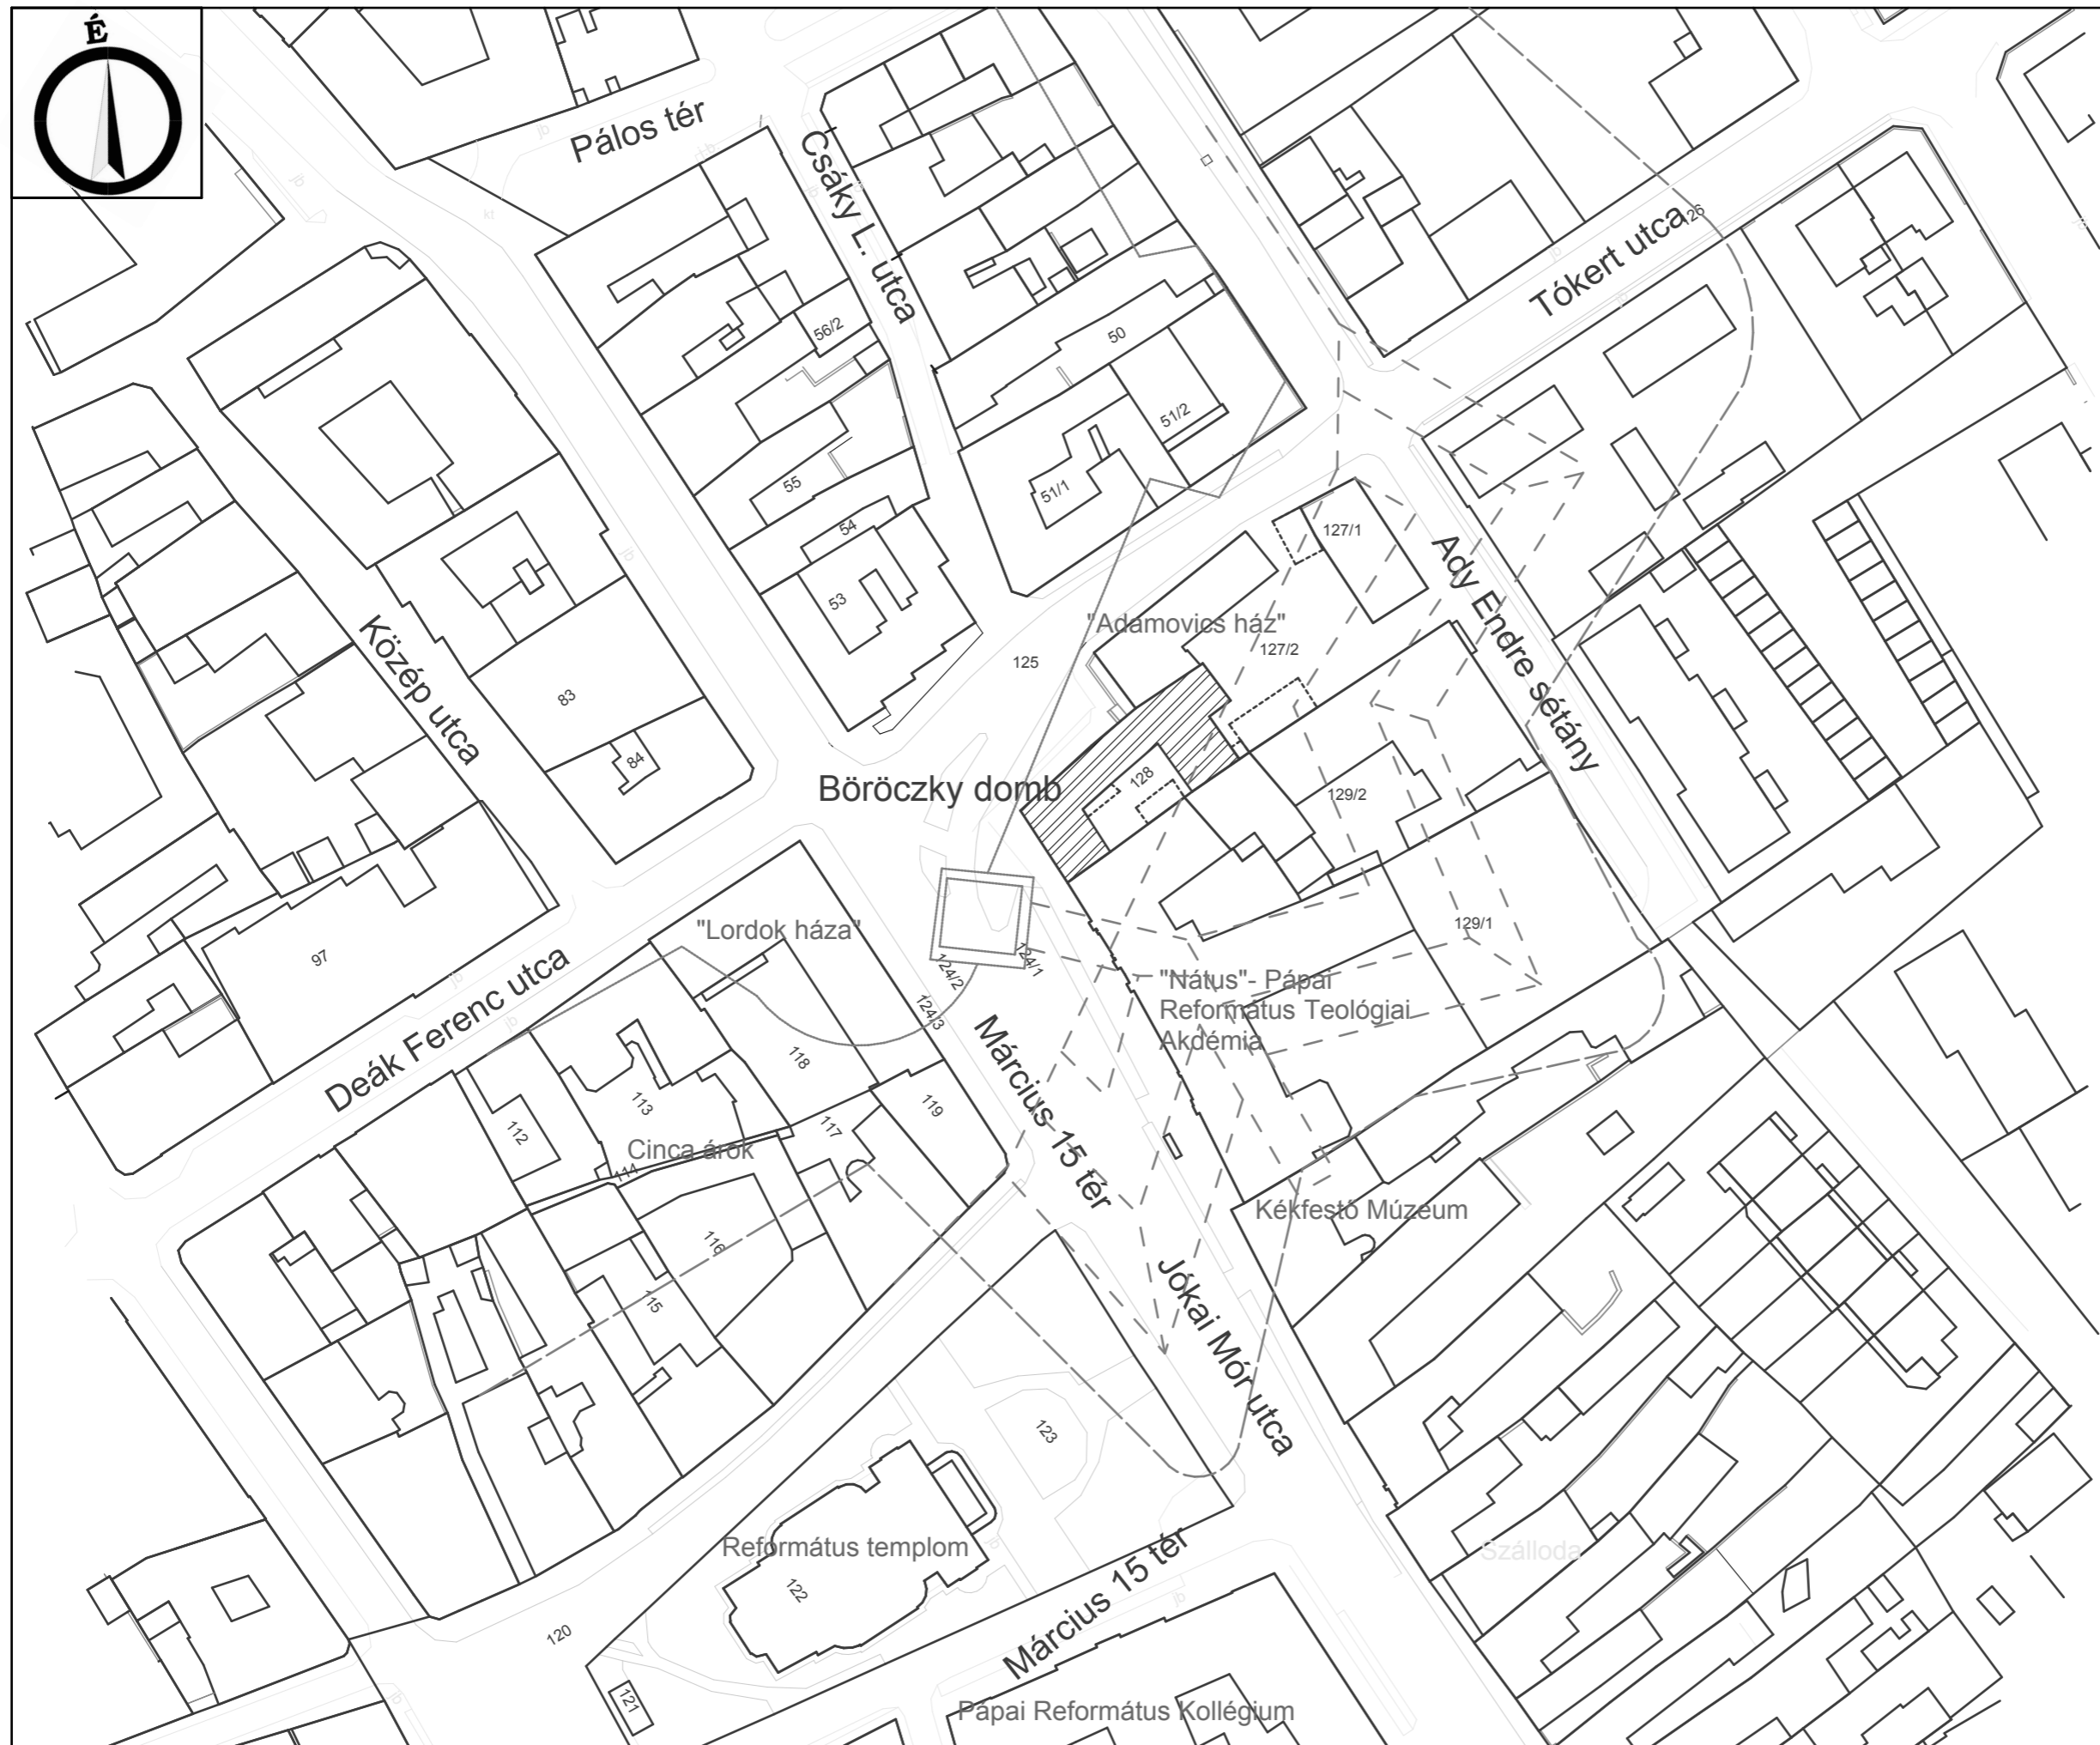 É
Pálos tér
Csáky L. utca
Tókert utca
126
kt
56/2
50
51/2
51/1
55
54
53
127/1
127/2
"Adamovics ház"
125
Ady Endre sétány
Közép utca
83
84
Böröczky domb
128
129/2
129/1
"Lordok háza"
97
Deák Ferenc utca
124/2
124/1
124/3
"Nátus"- Pápai
Református Teológiai
Akdémia
Március 15 tér
118
119
113
112
117
Cinca árok
114
116
115
Kékfestő Múzeum
Jókai Mór utca
123
Református templom
122
Szálloda
Március 15 tér
120
121
Pápai Református Kollégium